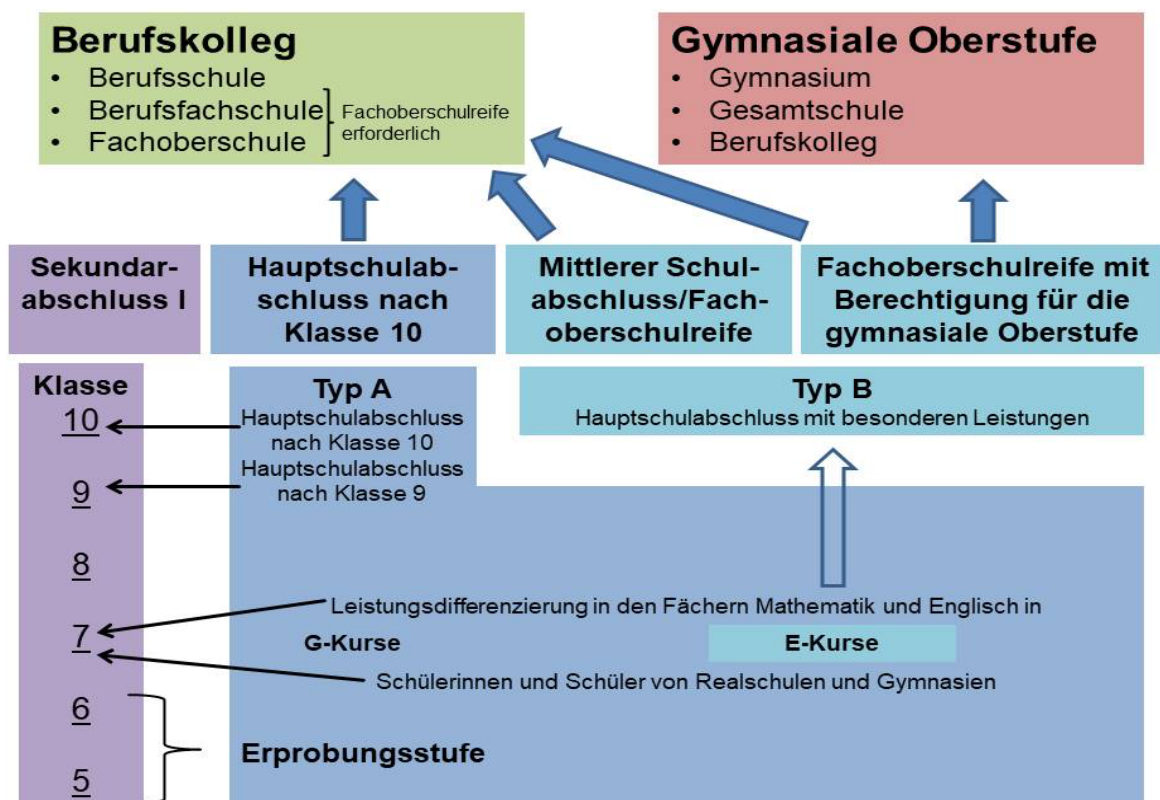 Berufskolleg
• Berufsschule
• Berufsfachschule
• Fachoberschule
Fachoberschulreife
erforderlich
Gymnasiale Oberstufe
• Gymnasium
• Gesamtschule
• Berufskolleg
Sekundar-
abschluss I
Hauptschulab-
schluss nach
Klasse 10
Mittlerer Schul-
abschluss/Fach-
oberschulreife
Fachoberschulreife mit
Berechtigung für die
gymnasiale Oberstufe
Klasse
10
9
8
7
6
5
Typ A
Hauptschulabschluss
nach Klasse 10
Hauptschulabschluss
nach Klasse 9
Typ B
Hauptschulabschluss mit besonderen Leistungen
Leistungsdifferenzierung in den Fächern Mathematik und Englisch in
G-Kurse
E-Kurse
Schülerinnen und Schüler von Realschulen und Gymnasien
Erprobungsstufe